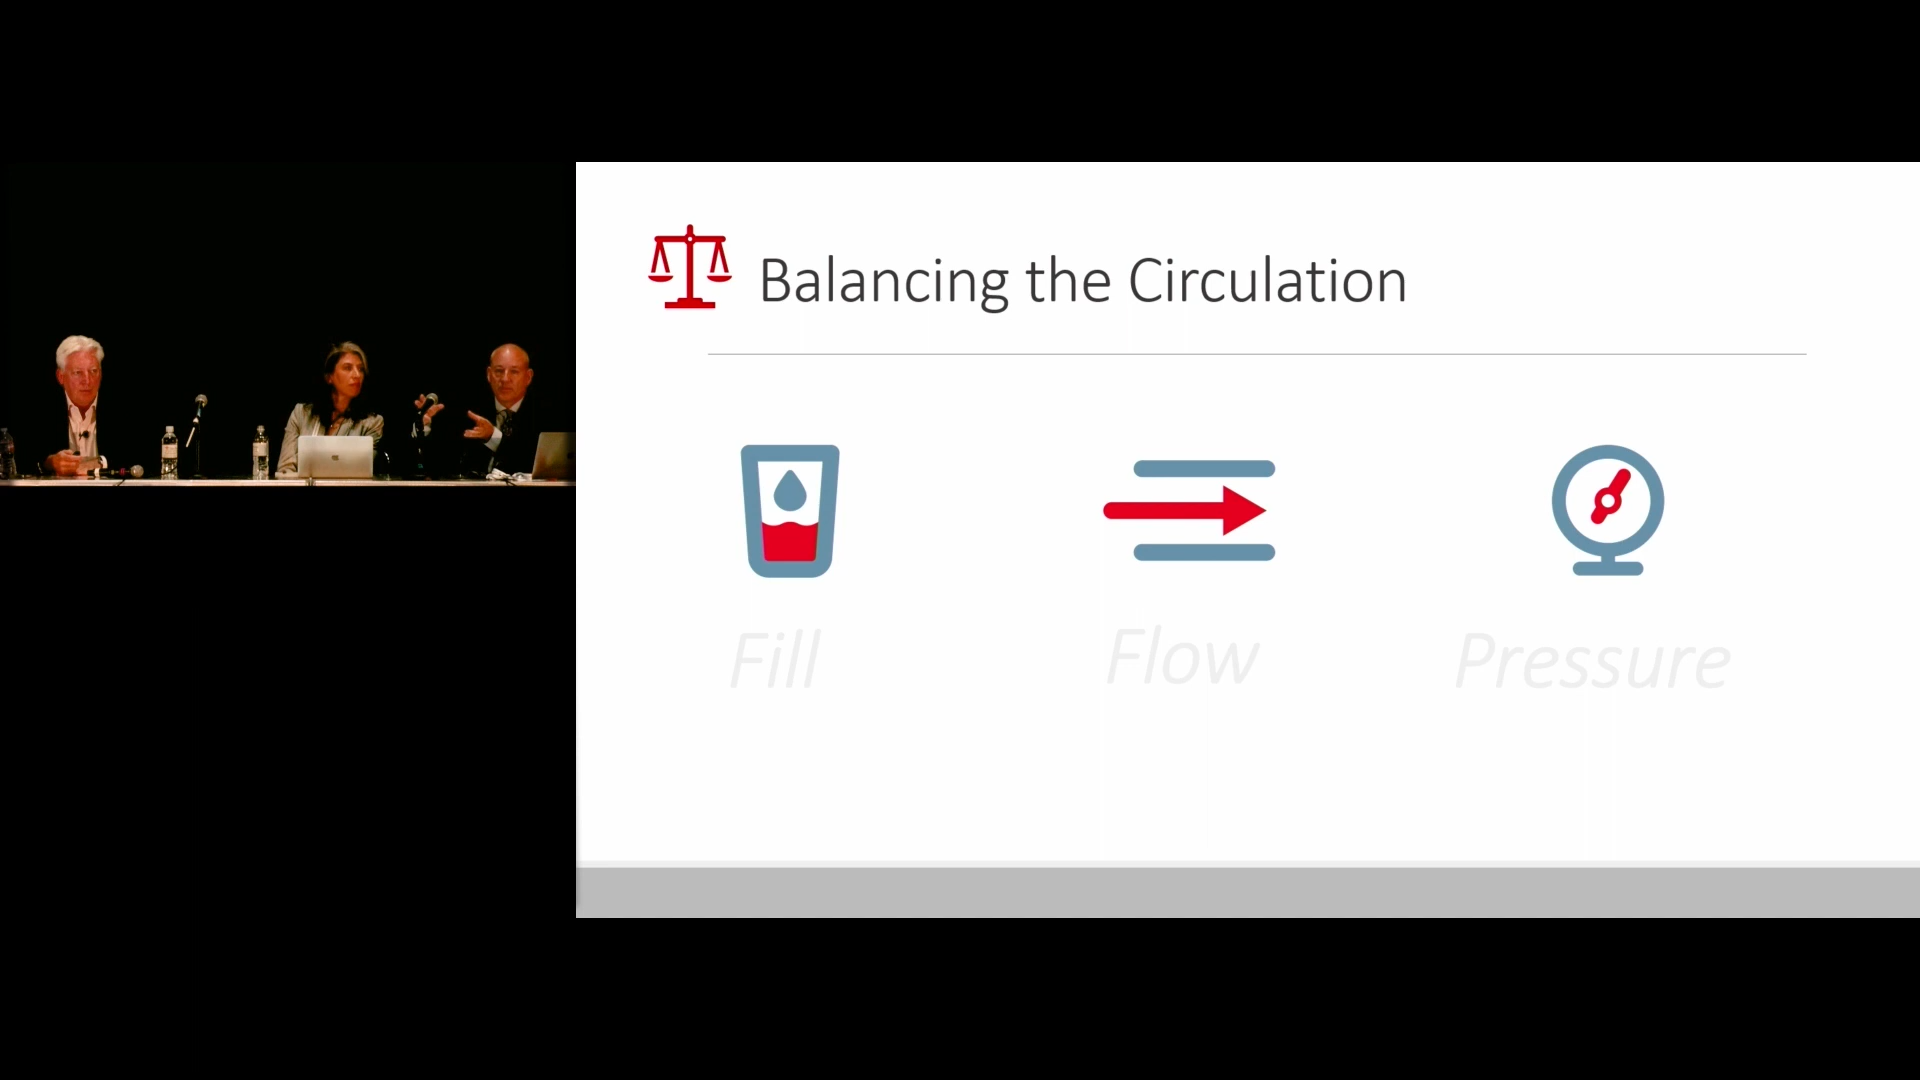 Balancing the Circulation
Fill
Flow
Pressure